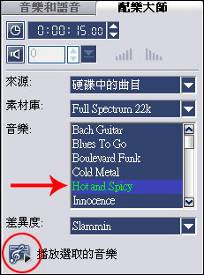 音樂和語音 配樂大師
0:00:15.00
0
來源: 硬碟中的曲目
素材庫: Full Spectrum 22k
音樂: Bach Guitar
Blues To Go
Boulevard Funk
Cold Metal
Hot and Spicy
Innocence
差異度: Slammin
播放選取的音樂